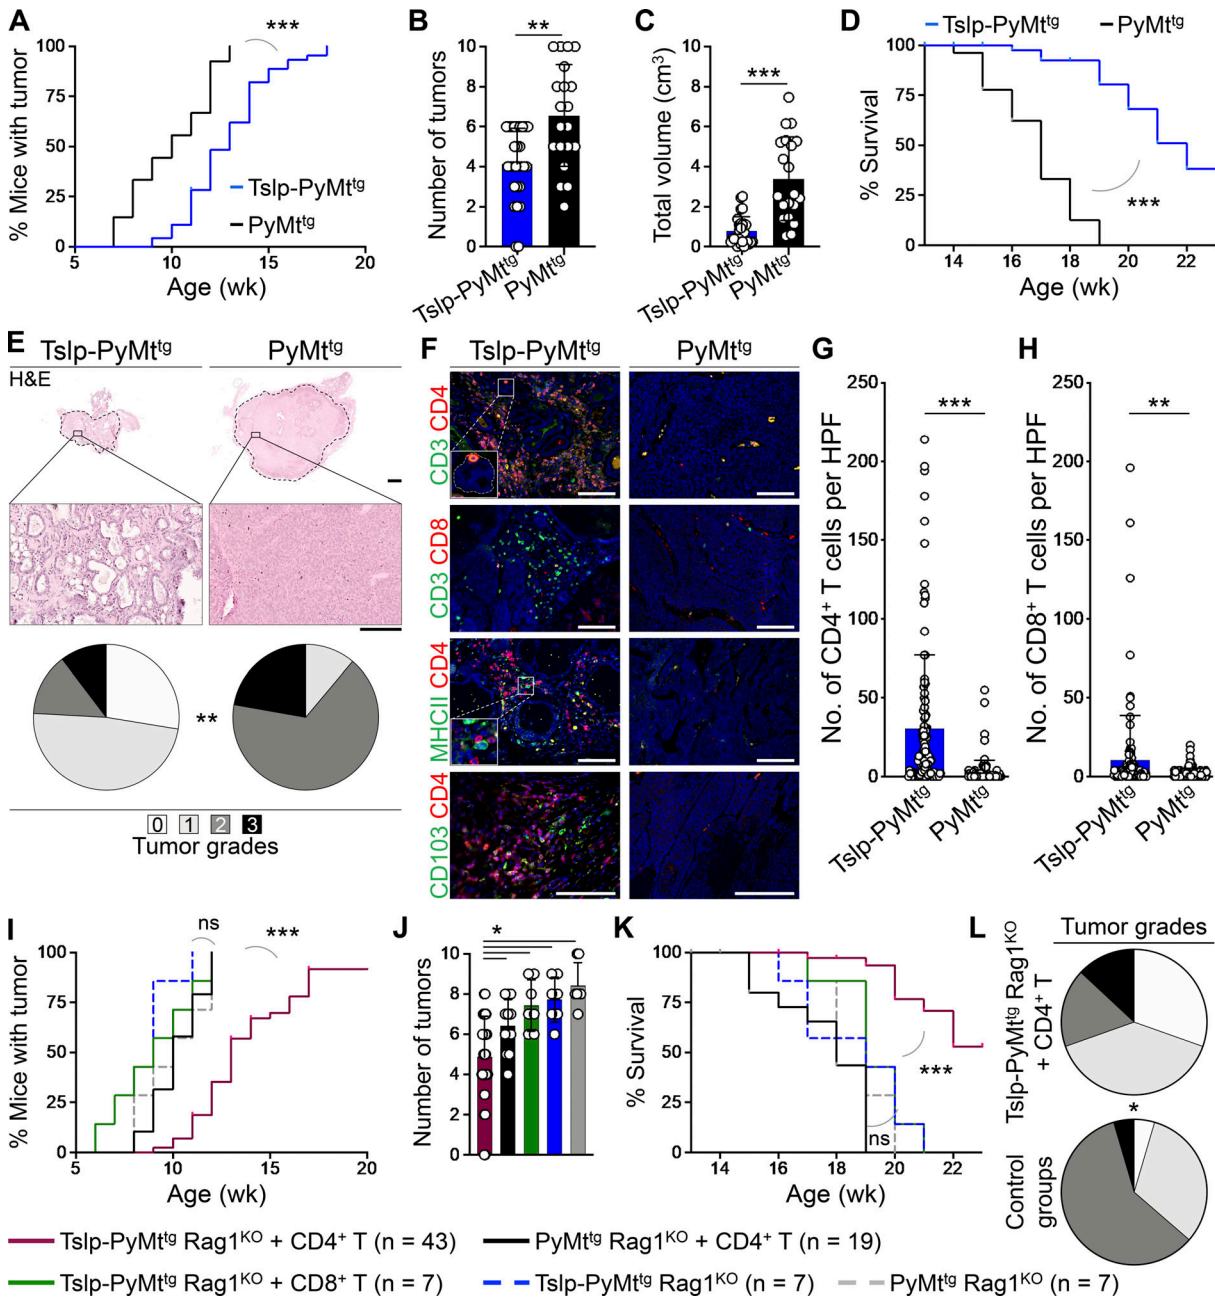 A
***
% Mice with tumor
100
75
50
25
0
5
10
15
20
Age (wk)
Tslp-PyMt^tg
PyMt^tg
B
**
Number of tumors
10
8
6
4
2
0
Tslp-PyMt^tg
PyMt^tg
C
***
Total volume (cm³)
10
8
6
4
2
0
Tslp-PyMt^tg
PyMt^tg
D
Tslp-PyMt^tg
PyMt^tg
% Survival
100
75
50
25
0
14
16
18
20
22
Age (wk)
***
E
Tslp-PyMt^tg
PyMt^tg
H&E
**
0 1 2 3
Tumor grades
F
Tslp-PyMt^tg
PyMt^tg
CD3 CD4
CD3 CD8
MHCII CD4
CD103 CD4
G
***
No. of CD4⁺ T cells per HPF
250
200
150
100
50
0
Tslp-PyMt^tg
PyMt^tg
H
**
No. of CD8⁺ T cells per HPF
250
200
150
100
50
0
Tslp-PyMt^tg
PyMt^tg
I
ns
***
% Mice with tumor
100
75
50
25
0
5
10
15
20
Age (wk)
J
*
Number of tumors
10
8
6
4
2
0
K
% Survival
100
75
50
25
0
14
16
18
20
22
Age (wk)
***
ns
L
Tumor grades
Tslp-PyMt^tg Rag1^KO
+ CD4⁺ T
*
Control
groups
Tslp-PyMt^tg Rag1^KO + CD4⁺ T (n = 43)
PyMt^tg Rag1^KO + CD4⁺ T (n = 19)
Tslp-PyMt^tg Rag1^KO + CD8⁺ T (n = 7)
Tslp-PyMt^tg Rag1^KO (n = 7)
PyMt^tg Rag1^KO (n = 7)